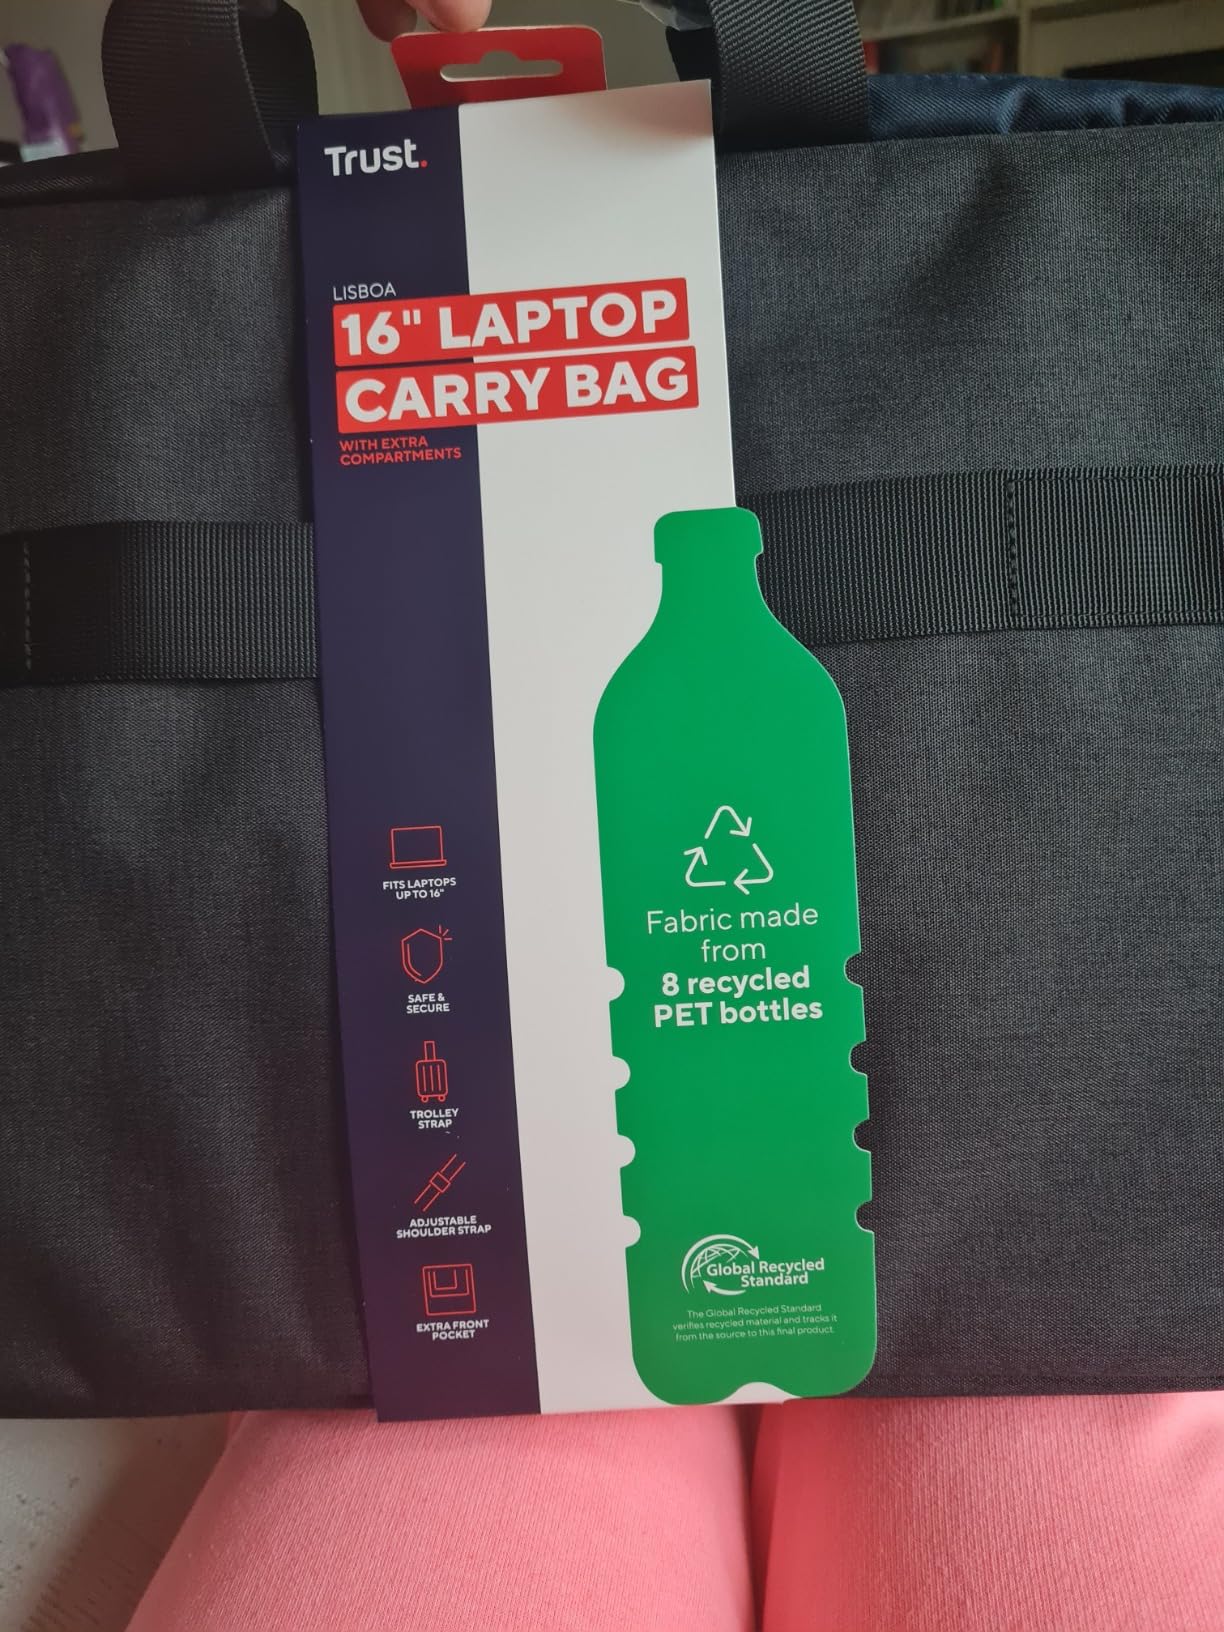 Trust.
LISBOA
16" LAPTOP
CARRY BAG
WITH EXTRA
COMPARTMENTS
FITS LAPTOPS
UP TO 16"
SAFE &
SECURE
TROLLEY
STRAP
ADJUSTABLE
SHOULDER STRAP
EXTRA FRONT
POCKET
Fabric made
from
8 recycled
PET bottles
Global Recycled
Standard
The Global Recycled Standard
verifies recycled material and tracks it
from the source to this final product.